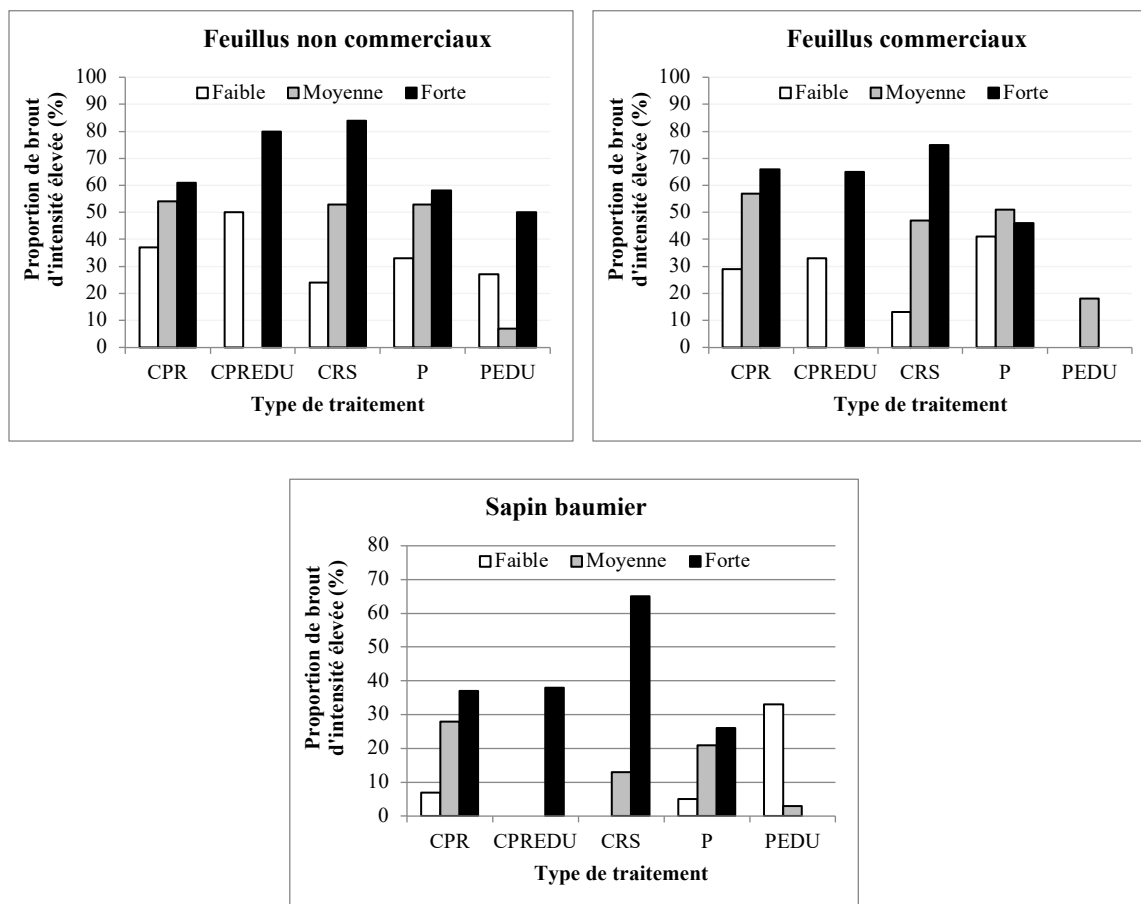 Feuillus non commerciaux
Faible Moyenne Forte
Proportion de brout
d'intensité élevée (%)
100
90
80
70
60
50
40
30
20
10
0
CPR CPREDU CRS P PEDU
Type de traitement
Feuillus commerciaux
Faible Moyenne Forte
Proportion de brout
d'intensité élevée (%)
100
90
80
70
60
50
40
30
20
10
0
CPR CPREDU CRS P PEDU
Type de traitement
Sapin baumier
Faible Moyenne Forte
Proportion de brout
d'intensité élevée (%)
80
70
60
50
40
30
20
10
0
CPR CPREDU CRS P PEDU
Type de traitement